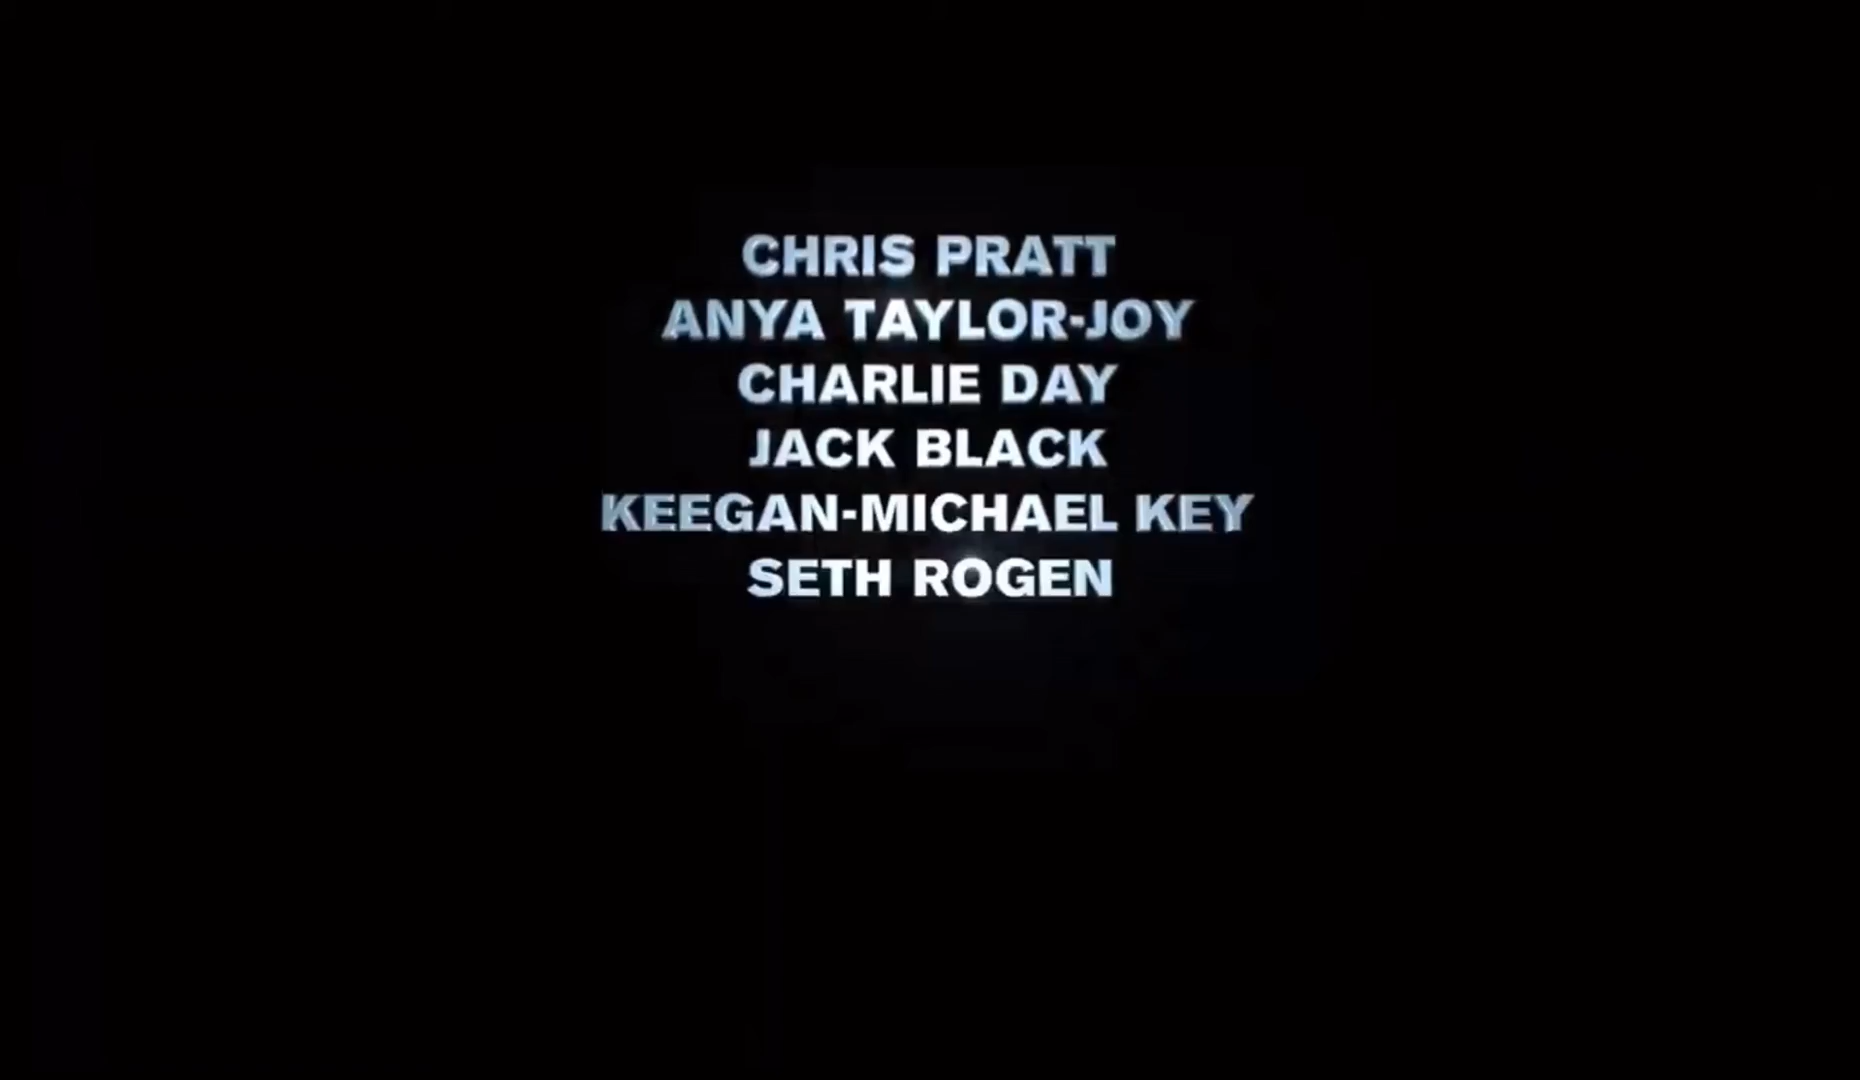 CHRIS PRATT
ANYA TAYLOR-JOY
CHARLIE DAY
JACK BLACK
KEEGAN-MICHAEL KEY
SETH ROGEN